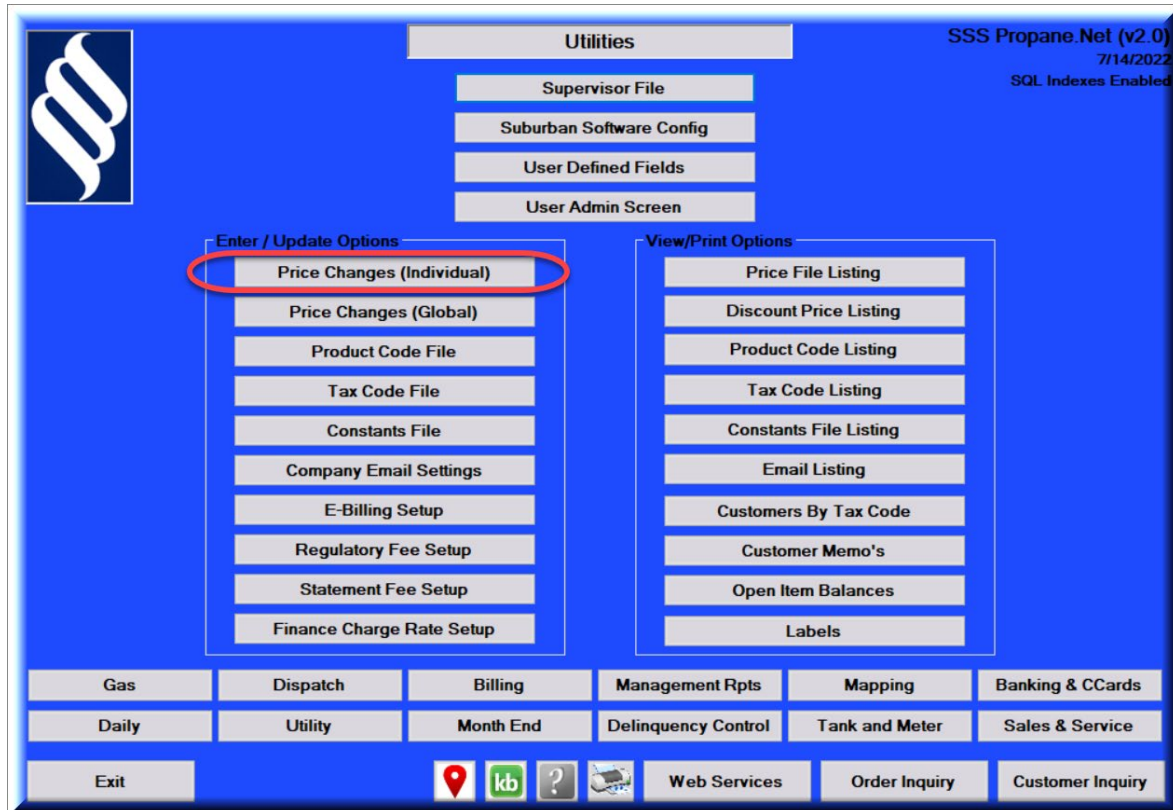 Utilities
SSS Propane.Net (v2.0)
7/14/2022
SQL Indexes Enabled
Supervisor File
Suburban Software Config
User Defined Fields
User Admin Screen
Enter / Update Options
Price Changes (Individual)
Price Changes (Global)
Product Code File
Tax Code File
Constants File
Company Email Settings
E-Billing Setup
Regulatory Fee Setup
Statement Fee Setup
Finance Charge Rate Setup
View/Print Options
Price File Listing
Discount Price Listing
Product Code Listing
Tax Code Listing
Constants File Listing
Email Listing
Customers By Tax Code
Customer Memo's
Open Item Balances
Labels
Gas Dispatch Billing Management Rpts Mapping Banking & CCards
Daily Utility Month End Delinquency Control Tank and Meter Sales & Service
Exit kb ? Web Services Order Inquiry Customer Inquiry